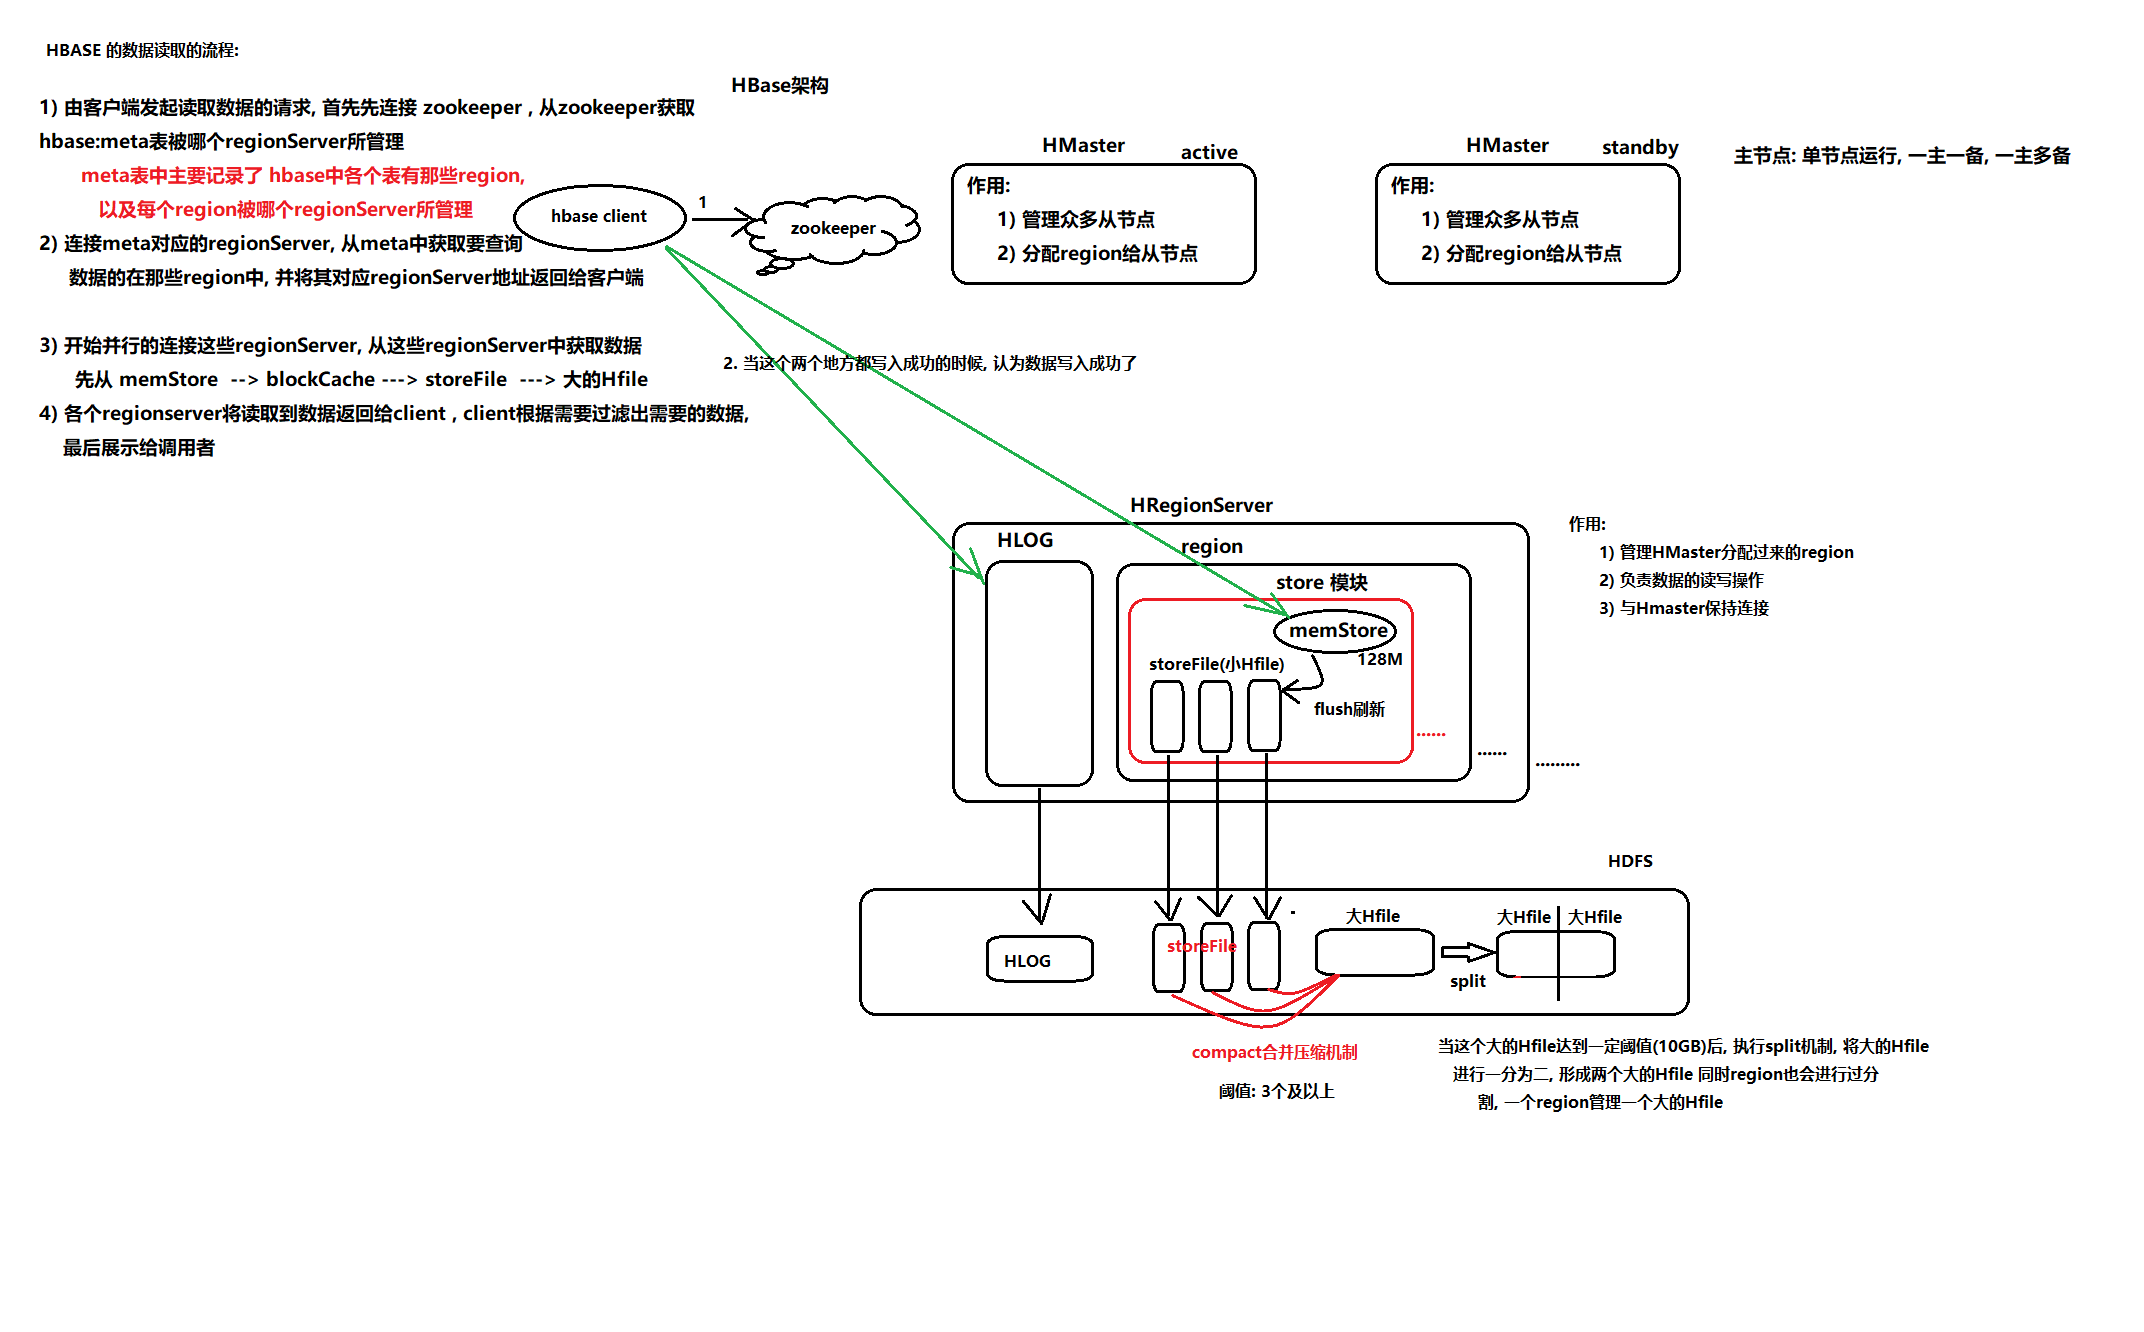 HBASE 的数据读取的流程:
1) 由客户端发起读取数据的请求, 首先先连接 zookeeper , 从zookeeper获取
hbase:meta表被哪个regionServer所管理
meta表中主要记录了 hbase中各个表有那些region,
以及每个region被哪个regionServer所管理
2) 连接meta对应的regionServer, 从meta中获取要查询
数据的在那些region中, 并将其对应regionServer地址返回给客户端
3) 开始并行的连接这些regionServer, 从这些regionServer中获取数据
先从 memStore --> blockCache ---> storeFile ---> 大的Hfile
4) 各个regionserver将读取到数据返回给client , client根据需要过滤出需要的数据,
最后展示给调用者
HBase架构
hbase client
1
zookeeper
HMaster
active
作用:
1) 管理众多从节点
2) 分配region给从节点
HMaster
standby
作用:
1) 管理众多从节点
2) 分配region给从节点
主节点: 单节点运行, 一主一备, 一主多备
2. 当这个两个地方都写入成功的时候, 认为数据写入成功了
HRegionServer
HLOG
region
store 模块
memStore
128M
storeFile(小Hfile)
flush刷新
......
......
.........
作用:
1) 管理HMaster分配过来的region
2) 负责数据的读写操作
3) 与Hmaster保持连接
HDFS
HLOG
storeFile
大Hfile
split
大Hfile
大Hfile
compact合并压缩机制
阈值: 3个及以上
当这个大的Hfile达到一定阈值(10GB)后, 执行split机制, 将大的Hfile
进行一分为二, 形成两个大的Hfile 同时region也会进行过分
割, 一个region管理一个大的Hfile